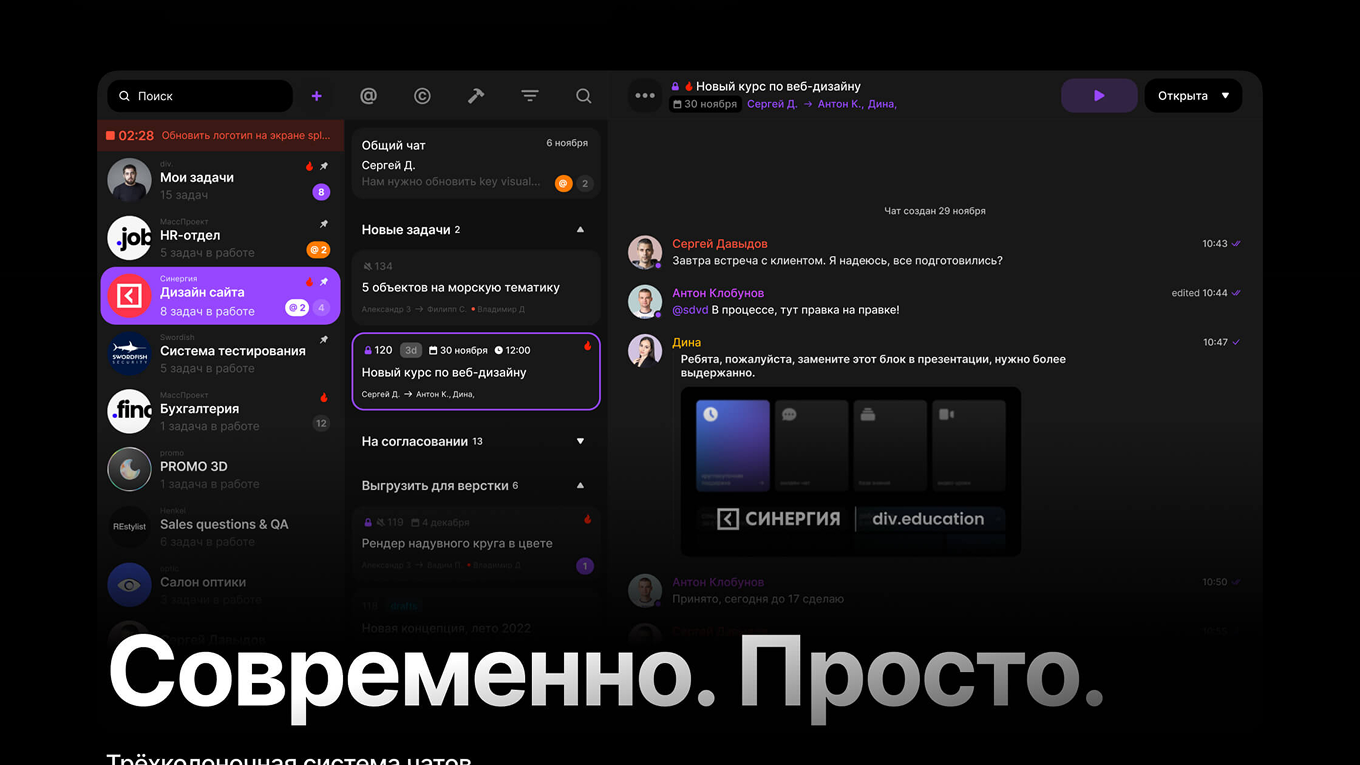 Поиск
02:28 Обновить логотип на экране spl...
div.
Мои задачи
15 задач
8
МассПроект
HR-отдел
5 задач в работе
@ 2
.job
Синергия
Дизайн сайта
8 задач в работе
@ 2
4
Swordfish
Система тестирования
5 задач в работе
SWORDFISH
SECURITY
МассПроект
Бухгалтерия
1 задача в работе
12
.find
promo
PROMO 3D
1 задача в работе
Henkel
Sales questions & QA
6 задач в работе
REstylist
Салон оптики
3 задачи в работе
Сергей Давыдов
Общий чат
6 ноября
Сергей Д.
Нам нужно обновить key visual...
@
2
Новые задачи 2
134
5 объектов на морскую тематику
Александр З → Филипп С. • Владимир Д
120 3d 30 ноября 12:00
Новый курс по веб-дизайну
Сергей Д. → Антон К., Дина,
На согласовании 13
Выгрузить для верстки 6
119 4 декабря
Рендер надувного круга в цвете
1
118 drafts
Новая концепция, лето 2022
Новый курс по веб-дизайну
30 ноября Сергей Д. → Антон К., Дина,
Открыта
Чат создан 29 ноября
Сергей Давыдов
10:43
Завтра встреча с клиентом. Я надеюсь, все подготовились?
Антон Клобунов
edited 10:44
@sdvd В процессе, тут правка на правке!
Дина
10:47
Ребята, пожалуйста, замените этот блок в презентации, нужно более
выдержанно.
СИНЕРГИЯ | div.education
Антон Клобунов
10:50
Принято, сегодня до 17 сделаю
Сергей Давыдов
Современно. Просто.
Трёхколоночная система чатов